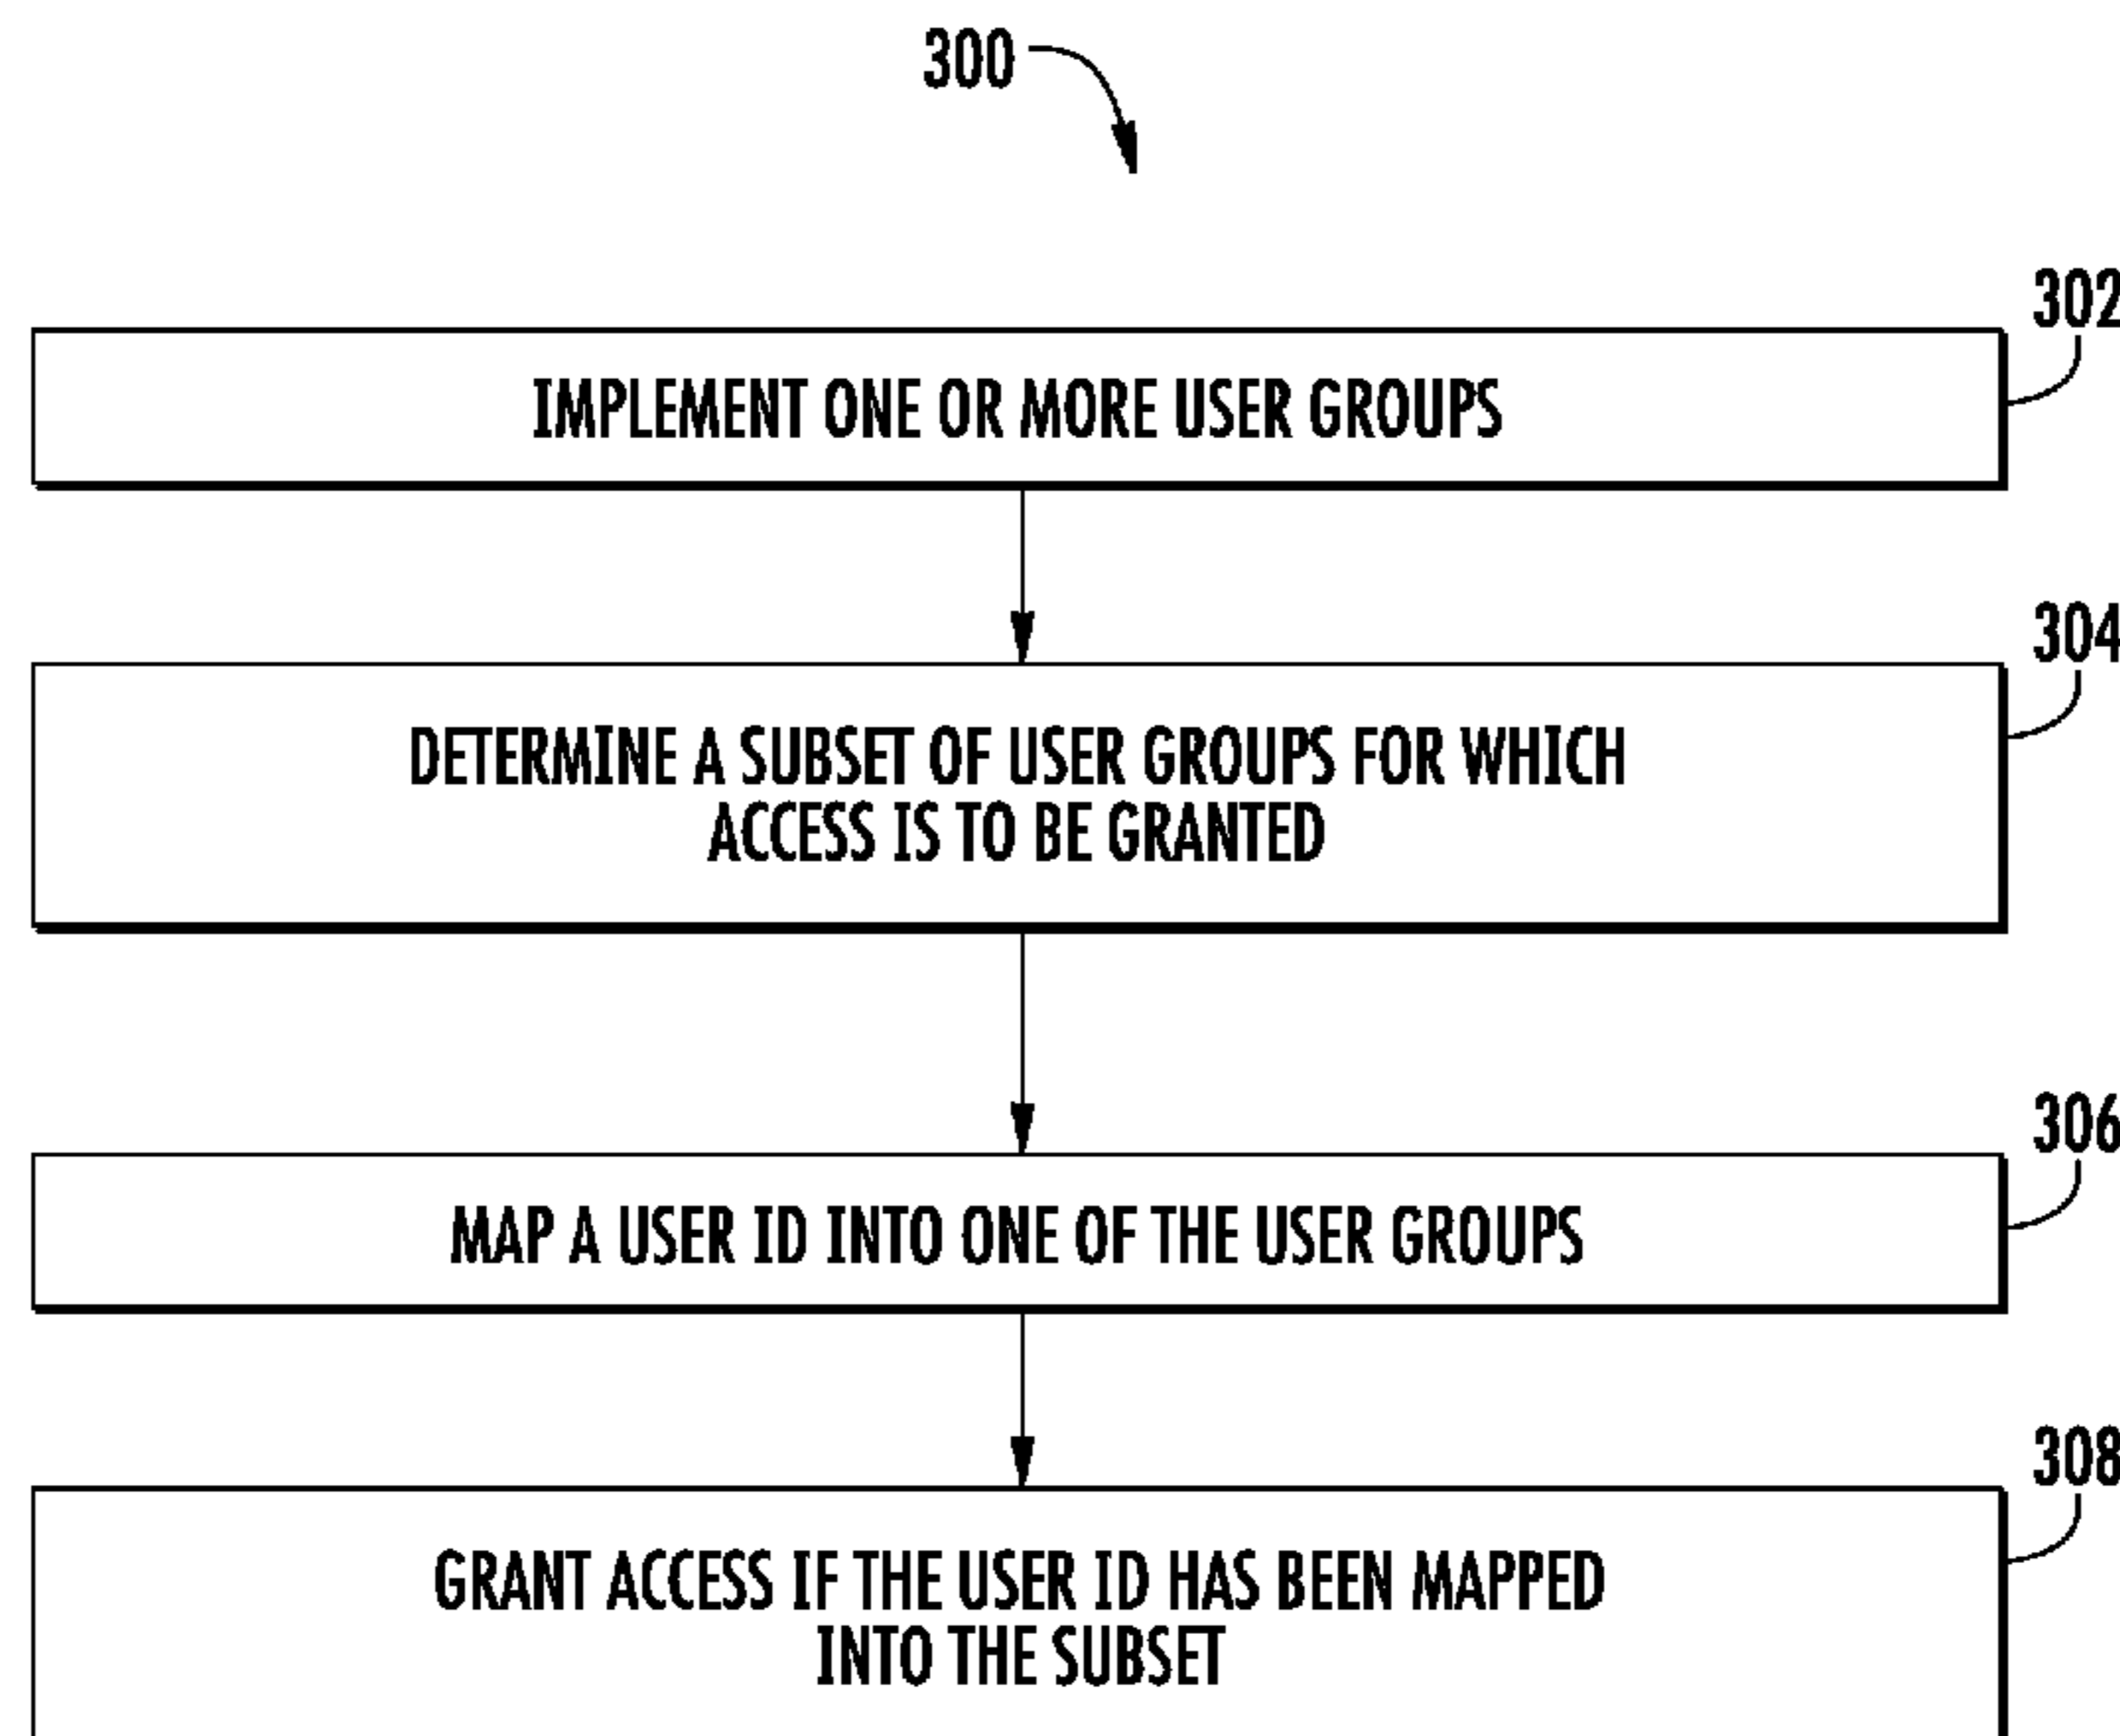 300
302
IMPLEMENT ONE OR MORE USER GROUPS
304
DETERMINE A SUBSET OF USER GROUPS FOR WHICH
ACCESS IS TO BE GRANTED
306
MAP A USER ID INTO ONE OF THE USER GROUPS
308
GRANT ACCESS IF THE USER ID HAS BEEN MAPPED
INTO THE SUBSET